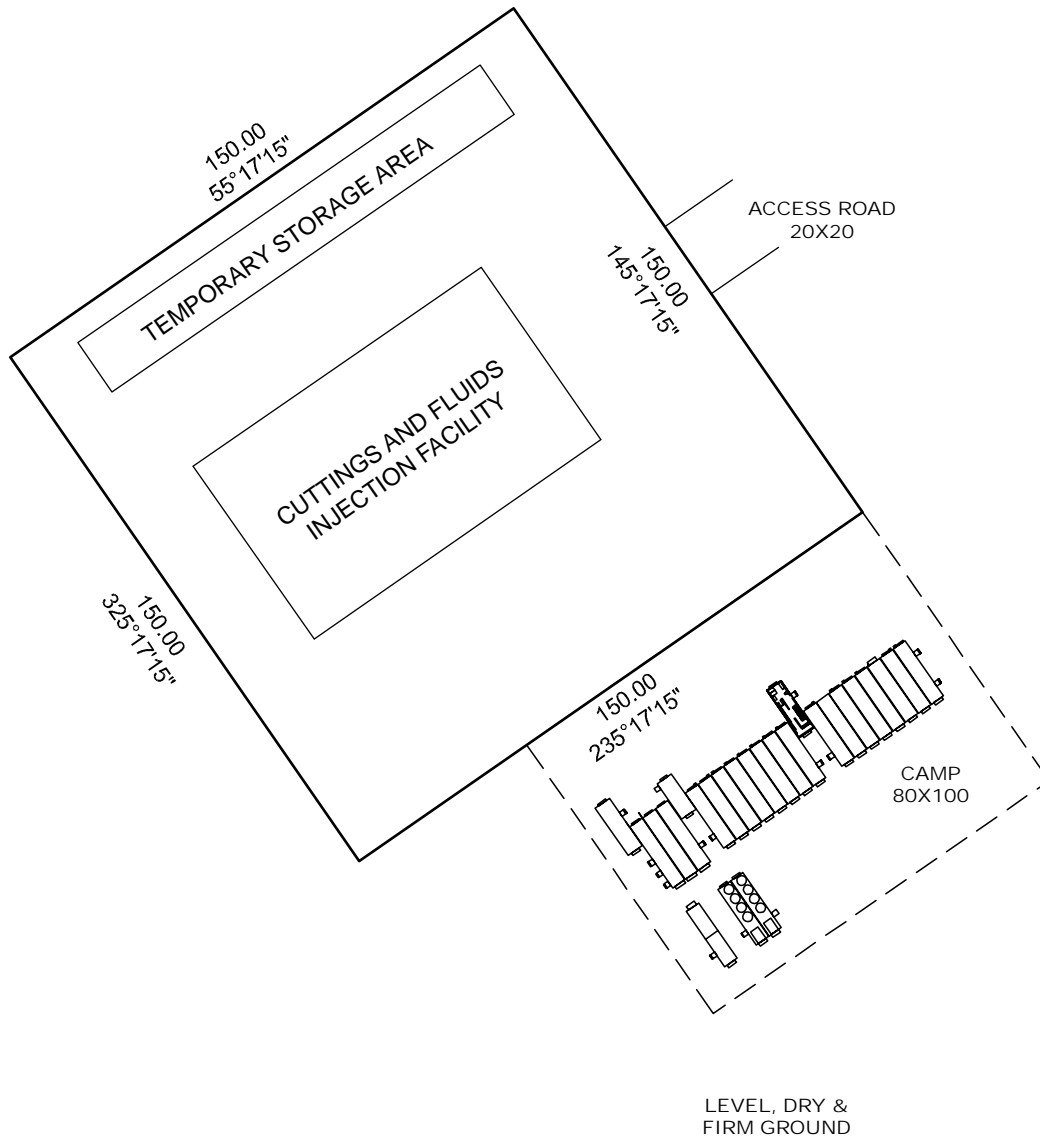 150.00
55°17'15"
TEMPORARY STORAGE AREA
ACCESS ROAD
20X20
150.00
145°17'15"
CUTTINGS AND FLUIDS
INJECTION FACILITY
150.00
325°17'15"
150.00
235°17'15"
CAMP
80X100
LEVEL, DRY &
FIRM GROUND